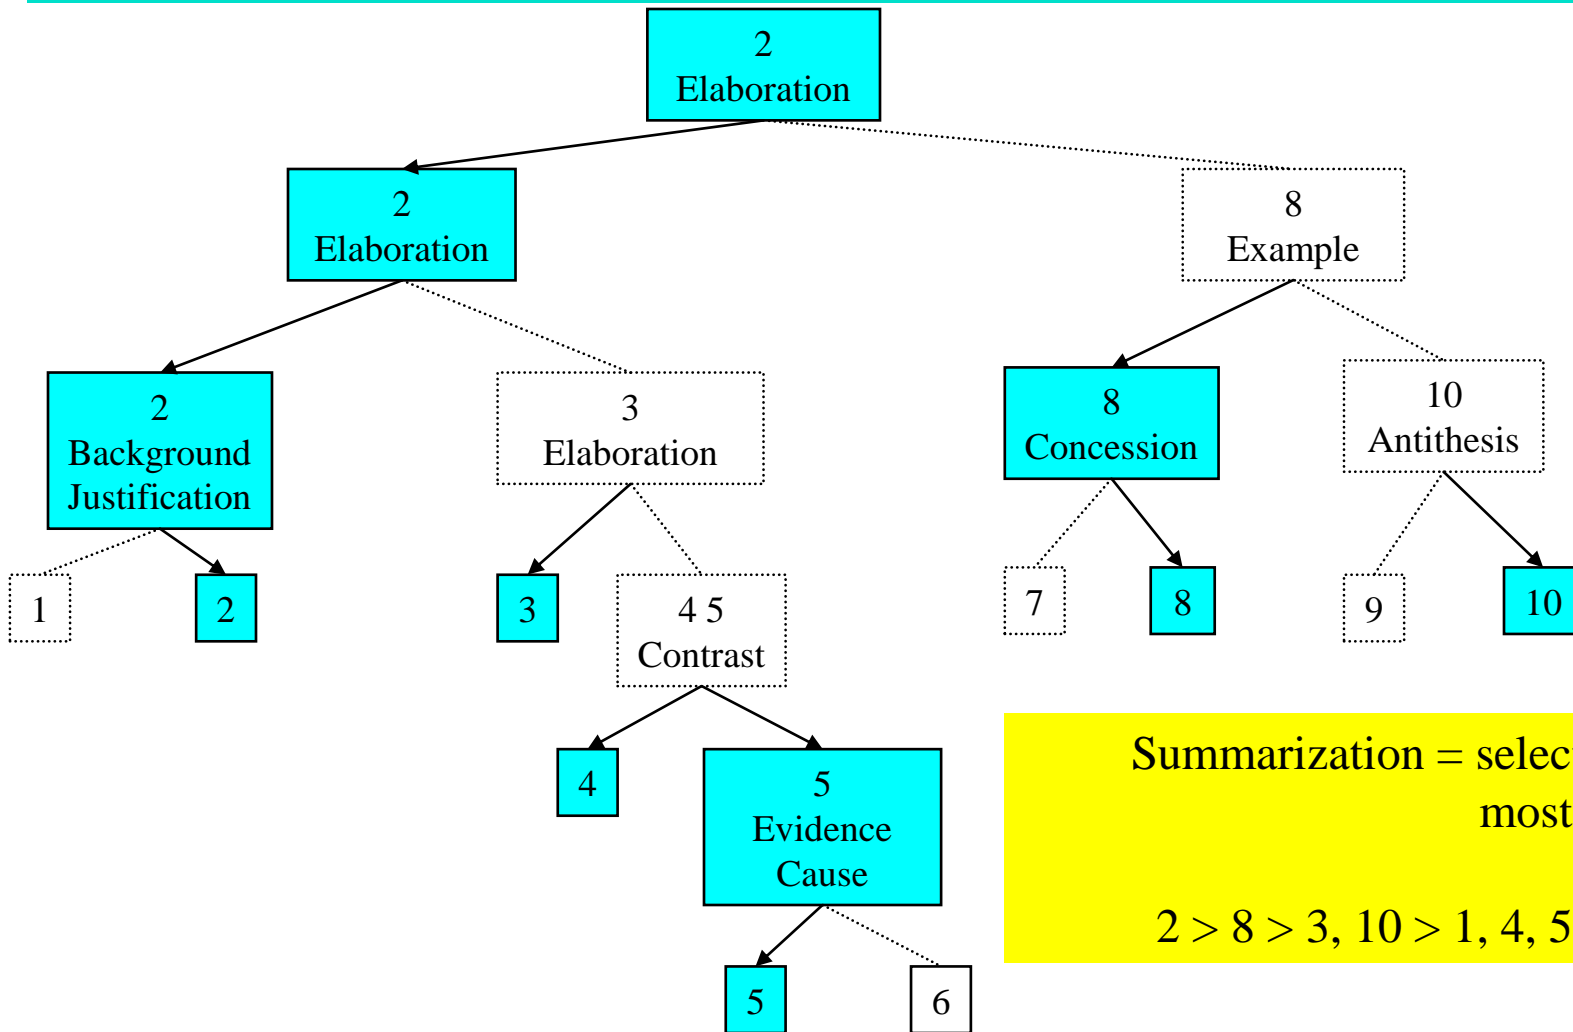 2
Elaboration
2
Elaboration
8
Example
2
Background
Justification
3
Elaboration
8
Concession
10
Antithesis
1
2
3
4 5
Contrast
7
8
9
10
4
5
Evidence
Cause
5
6
Summarization = selec
most
2 > 8 > 3, 10 > 1, 4, 5